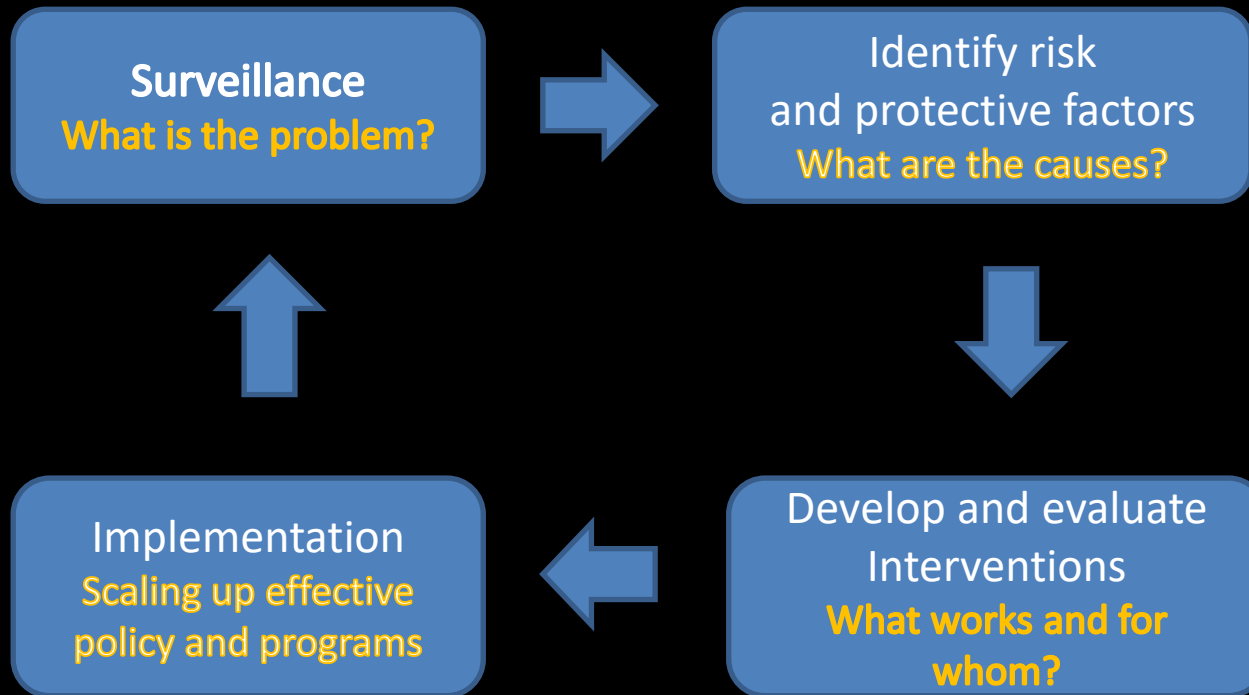 Surveillance
What is the problem?
Identify risk
and protective factors
What are the causes?
Implementation
Scaling up effective
policy and programs
Develop and evaluate
Interventions
What works and for
whom?